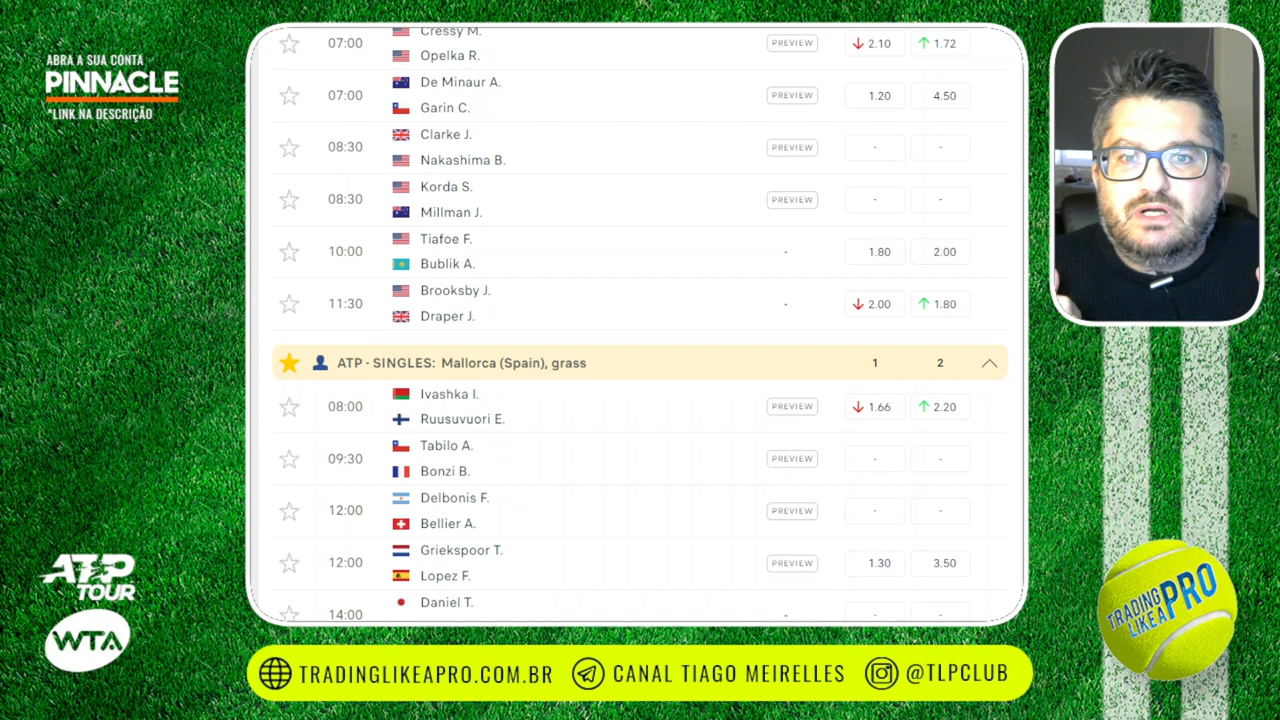 ABRA A SUA CONTA
PINNACLE
*LINK NA DESCRIÇÃO
Cressy M.
07:00 PREVIEW 2.10 1.72
Opelka R.
De Minaur A.
07:00 PREVIEW 1.20 4.50
Garin C.
Clarke J.
08:30 PREVIEW - -
Nakashima B.
Korda S.
08:30 PREVIEW - -
Millman J.
Tiafoe F.
10:00 - 1.80 2.00
Bublik A.
Brooksby J.
11:30 - 2.00 1.80
Draper J.
ATP - SINGLES: Mallorca (Spain), grass 1 2
Ivashka I.
08:00 PREVIEW 1.66 2.20
Ruusuvuori E.
Tabilo A.
09:30 PREVIEW - -
Bonzi B.
Delbonis F.
12:00 PREVIEW - -
Bellier A.
Griekspoor T.
12:00 PREVIEW 1.30 3.50
Lopez F.
Daniel T.
14:00 - - -
ATP
TOUR
WTA
TRADING
LIKE A
PRO
TRADINGLIKEAPRO.COM.BR CANAL TIAGO MEIRELLES @TLPCLUB